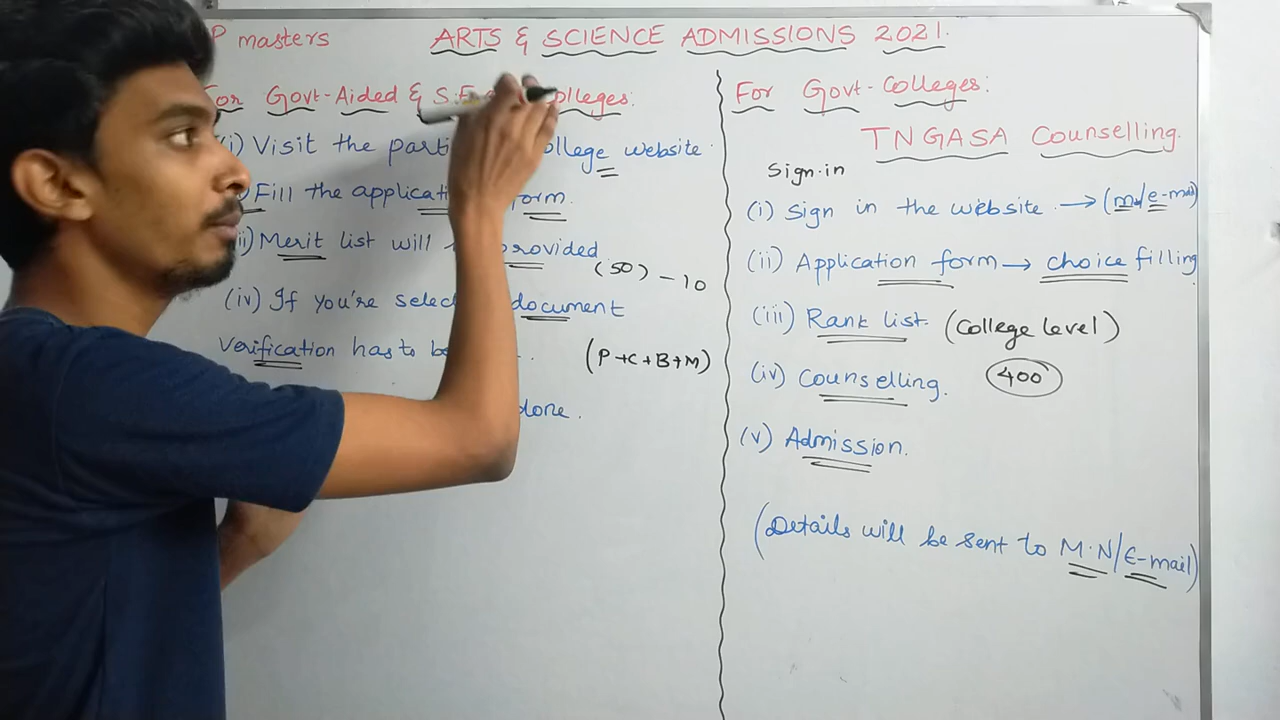 P masters
ARTS & SCIENCE ADMISSIONS 2021.
For Govt-Aided & S.F colleges:
(i) Visit the college website.
Fill the form.
Merit list will provided
(50) - 10
(iv) If you're document
Verification has to
(P+C+B+M)
done.
For Govt-Colleges:
TNGASA Counselling.
Sign.in
(i) Sign in the website. → (m/e-mail)
(ii) Application form → choice filling
(iii) Rank list. (College level)
(iv) Counselling. 400
(v) Admission.
(Details will be sent to M.N/E-mail)